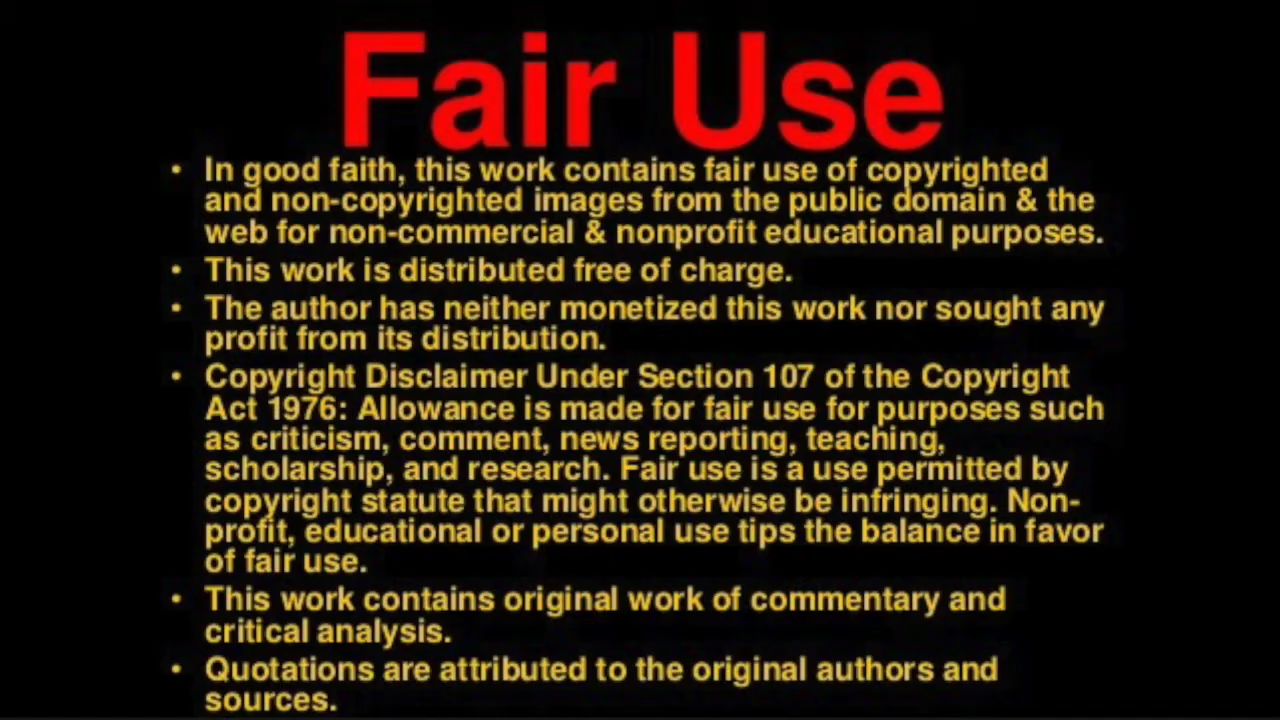 Fair Use
• In good faith, this work contains fair use of copyrighted
and non-copyrighted images from the public domain & the
web for non-commercial & nonprofit educational purposes.
• This work is distributed free of charge.
• The author has neither monetized this work nor sought any
profit from its distribution.
• Copyright Disclaimer Under Section 107 of the Copyright
Act 1976: Allowance is made for fair use for purposes such
as criticism, comment, news reporting, teaching,
scholarship, and research. Fair use is a use permitted by
copyright statute that might otherwise be infringing. Non-
profit, educational or personal use tips the balance in favor
of fair use.
• This work contains original work of commentary and
critical analysis.
• Quotations are attributed to the original authors and
sources.